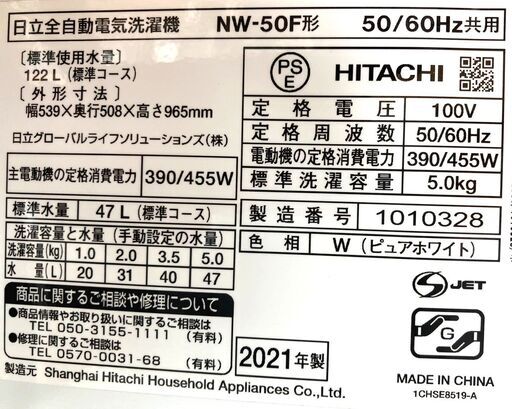 日立全自動電気洗濯機 NW-50F形 50/60Hz共用
〔標準使用水量〕
122 L (標準コース)
〔外形寸法〕
幅539×奥行508×高さ965mm
日立グローバルライフソリューションズ(株)
主電動機の定格消費電力 390/455W
標準水量 47 L (標準コース)
洗濯容量と水量 (手動設定の水量)
洗濯容量(kg) 1.0 2.0 3.5 5.0
水量(L) 20 31 40 47
商品に関するご相談や修理について
●商品情報やお取り扱いに関するご相談は
TEL 050-3155-1111 (有料)
●修理に関するご相談は
TEL 0570-0031-68 (有料)
製造元 Shanghai Hitachi Household Appliances Co.,Ltd.
2021年製
PSE HITACHI
定格電圧 100V
定格周波数 50/60Hz
電動機の定格消費電力 390/455W
標準洗濯容量 5.0kg
製造番号 1010328
色相 W (ピュアホワイト)
S JET
G
MADE IN CHINA
1CHSE8519-A